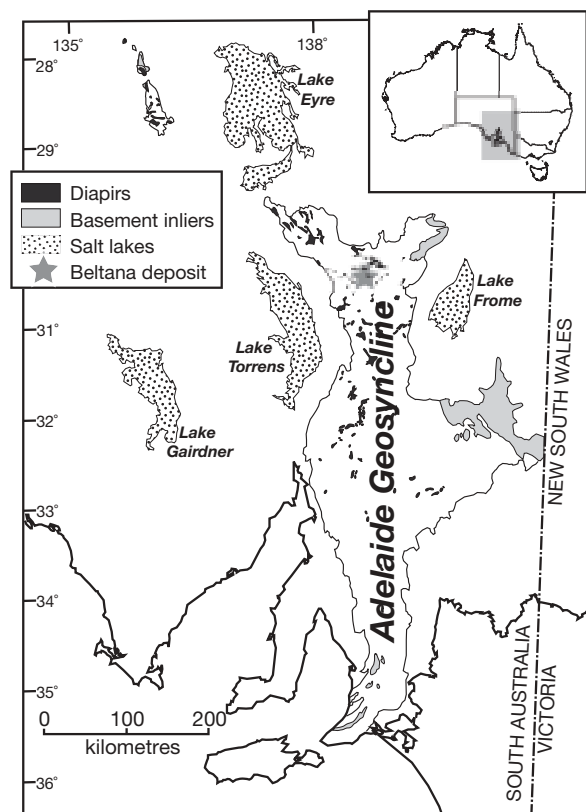 135°
138°
28°
29°
31°
32°
33°
34°
35°
36°
Lake
Eyre
Diapirs
Basement inliers
Salt lakes
Beltana deposit
Lake
Frome
Lake
Torrens
Lake
Gairdner
Adelaide Geosyncline
NEW SOUTH WALES
SOUTH AUSTRALIA
VICTORIA
0 100 200
kilometres